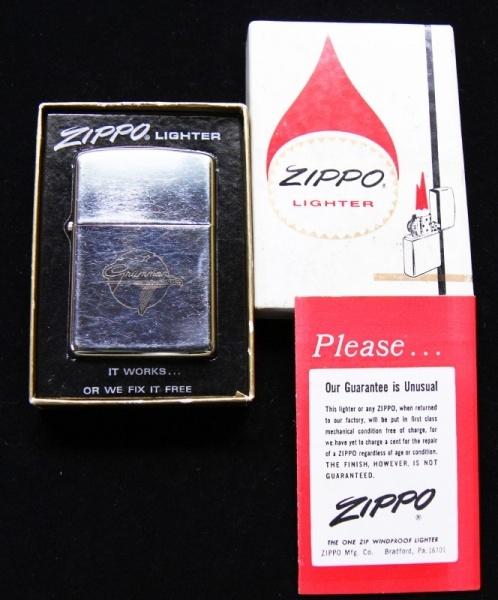 ZIPPO® LIGHTER
Grumman
IT WORKS...
OR WE FIX IT FREE
ZIPPO®
LIGHTER
Please...
Our Guarantee is Unusual
This lighter or any ZIPPO, when returned
to our factory, will be put in first class
mechanical condition free of charge, for
we have yet to charge a cent for the repair
of a ZIPPO regardless of age or condition.
THE FINISH, HOWEVER, IS NOT
GUARANTEED.
ZIPPO®
THE ONE ZIP WINDPROOF LIGHTER
ZIPPO Mfg. Co. Bradford, Pa. 16701